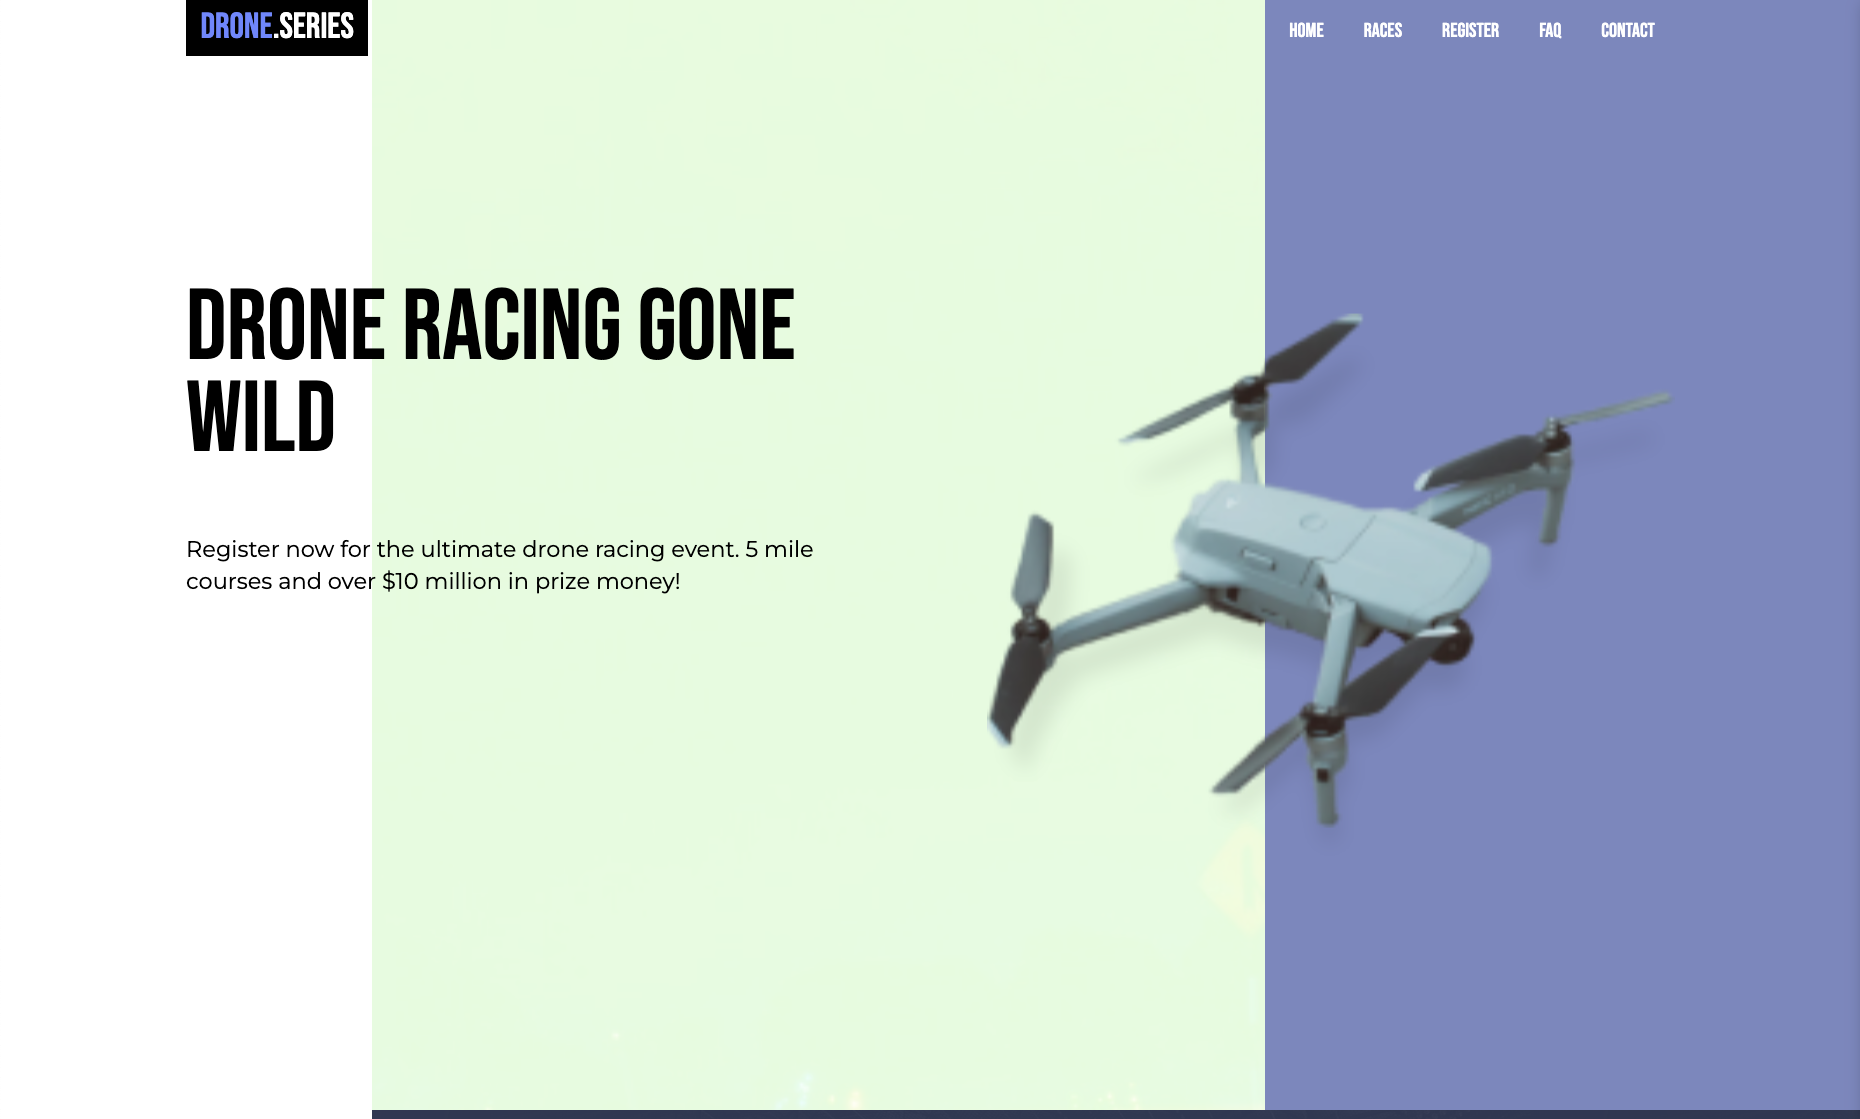 DRONE.SERIES
HOME RACES REGISTER FAQ CONTACT
DRONE RACING GONE
WILD
Register now for the ultimate drone racing event. 5 mile
courses and over $10 million in prize money!